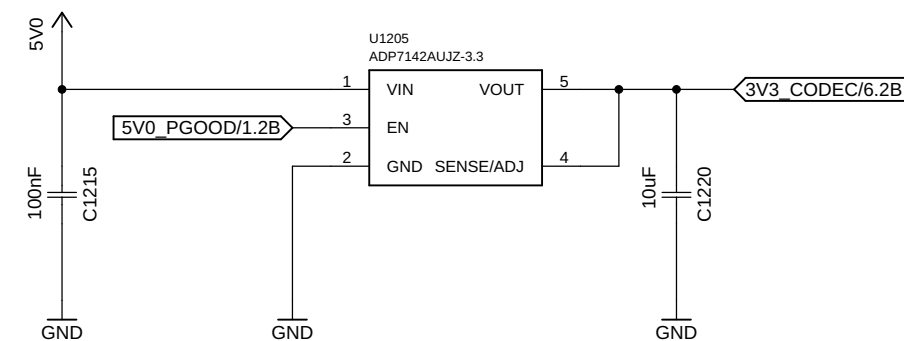 5V0
U1205
ADP7142AUJZ-3.3
1 VIN VOUT 5
3V3_CODEC/6.2B
5V0_PGOOD/1.2B
3 EN
2 GND SENSE/ADJ 4
100nF
C1215
10uF
C1220
GND
GND
GND